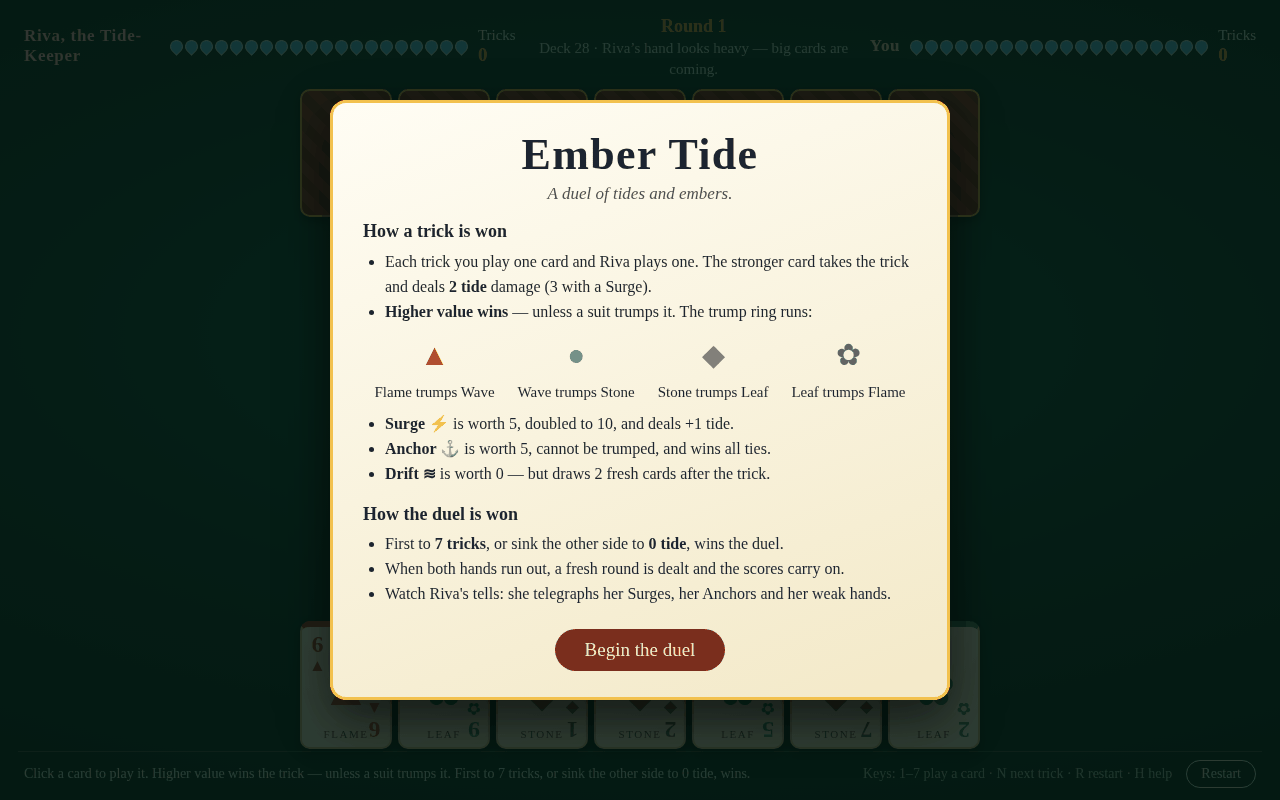 Riva, the Tide-
Keeper
Tricks
0
Round 1
Deck 28 · Riva's hand looks heavy — big cards are
coming.
You
Tricks
0
Ember Tide
A duel of tides and embers.
How a trick is won
• Each trick you play one card and Riva plays one. The stronger card takes the trick
and deals 2 tide damage (3 with a Surge).
• Higher value wins — unless a suit trumps it. The trump ring runs:
Flame trumps Wave
Wave trumps Stone
Stone trumps Leaf
Leaf trumps Flame
• Surge ⚡ is worth 5, doubled to 10, and deals +1 tide.
• Anchor ⚓ is worth 5, cannot be trumped, and wins all ties.
• Drift ≋ is worth 0 — but draws 2 fresh cards after the trick.
How the duel is won
• First to 7 tricks, or sink the other side to 0 tide, wins the duel.
• When both hands run out, a fresh round is dealt and the scores carry on.
• Watch Riva's tells: she telegraphs her Surges, her Anchors and her weak hands.
Begin the duel
6
FLAME 6
LEAF 6
STONE 1
STONE 2
LEAF 5
STONE 7
LEAF 2
Click a card to play it. Higher value wins the trick — unless a suit trumps it. First to 7 tricks, or sink the other side to 0 tide, wins.
Keys: 1–7 play a card · N next trick · R restart · H help
Restart